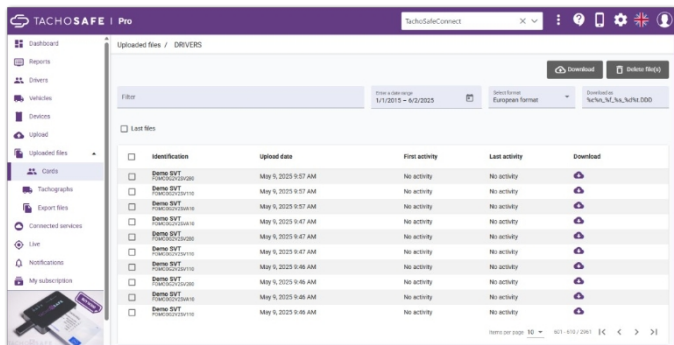 TACHOSAFE | Pro
TachoSafeConnect
Dashboard
Reports
Drivers
Vehicles
Devices
Upload
Uploaded files
Cards
Tachographs
Export files
Connected services
Live
Notifications
My subscription
Uploaded files / DRIVERS
Download
Delete file(s)
Filter
Enter a date range
1/1/2015 – 6/2/2025
Select format
European format
Download as
Last files
Identification Upload date First activity Last activity Download
Demo SVT May 9, 2025 9:57 AM No activity No activity
Demo SVT May 9, 2025 9:57 AM No activity No activity
Demo SVT May 9, 2025 9:57 AM No activity No activity
Demo SVT May 9, 2025 9:47 AM No activity No activity
Demo SVT May 9, 2025 9:47 AM No activity No activity
Demo SVT May 9, 2025 9:47 AM No activity No activity
Demo SVT May 9, 2025 9:46 AM No activity No activity
Demo SVT May 9, 2025 9:46 AM No activity No activity
Demo SVT May 9, 2025 9:46 AM No activity No activity
Demo SVT May 9, 2025 9:46 AM No activity No activity
Items per page 10